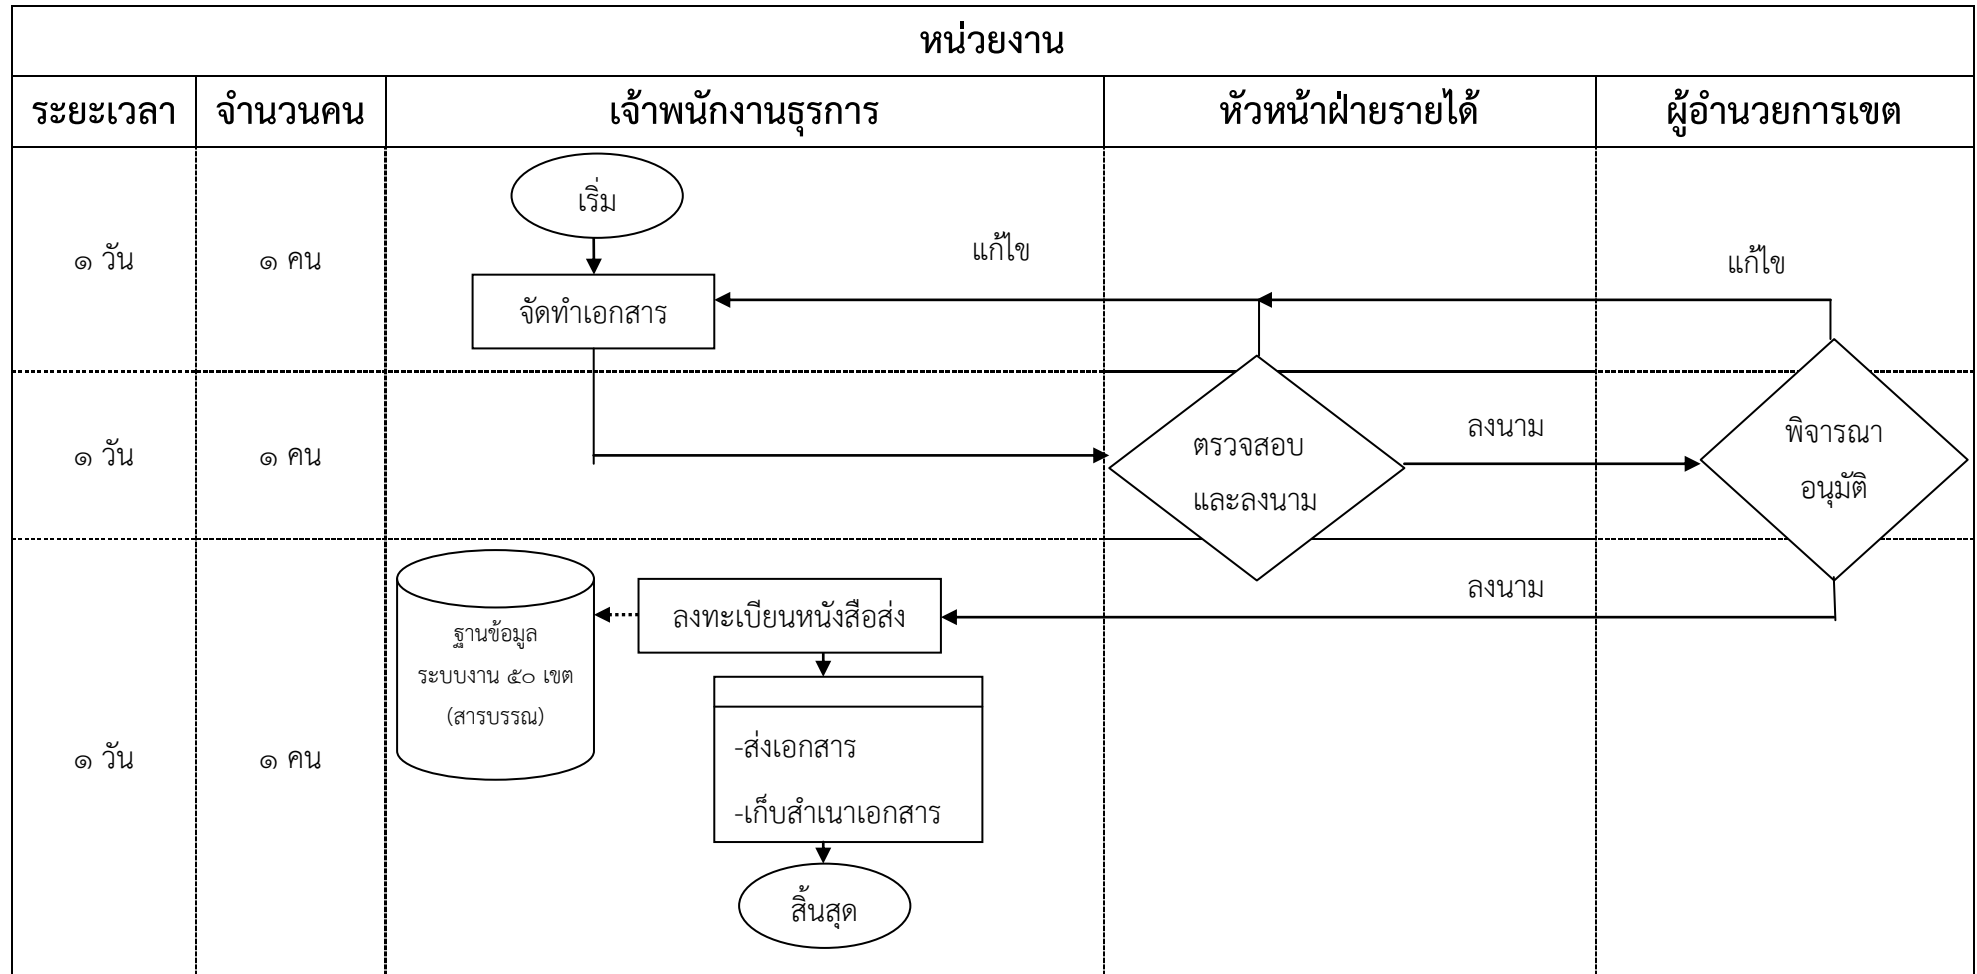 หน่วยงาน
ระยะเวลา
จำนวนคน
เจ้าพนักงานธุรการ
หัวหน้าฝ่ายรายได้
ผู้อำนวยการเขต
เริ่ม
๑ วัน
๑ คน
แก้ไข
แก้ไข
จัดทำเอกสาร
๑ วัน
๑ คน
ตรวจสอบ
และลงนาม
ลงนาม
พิจารณา
อนุมัติ
ลงนาม
๑ วัน
๑ คน
ฐานข้อมูล
ระบบงาน ๕๐ เขต
(สารบรรณ)
ลงทะเบียนหนังสือส่ง
-ส่งเอกสาร
-เก็บสำเนาเอกสาร
สิ้นสุด